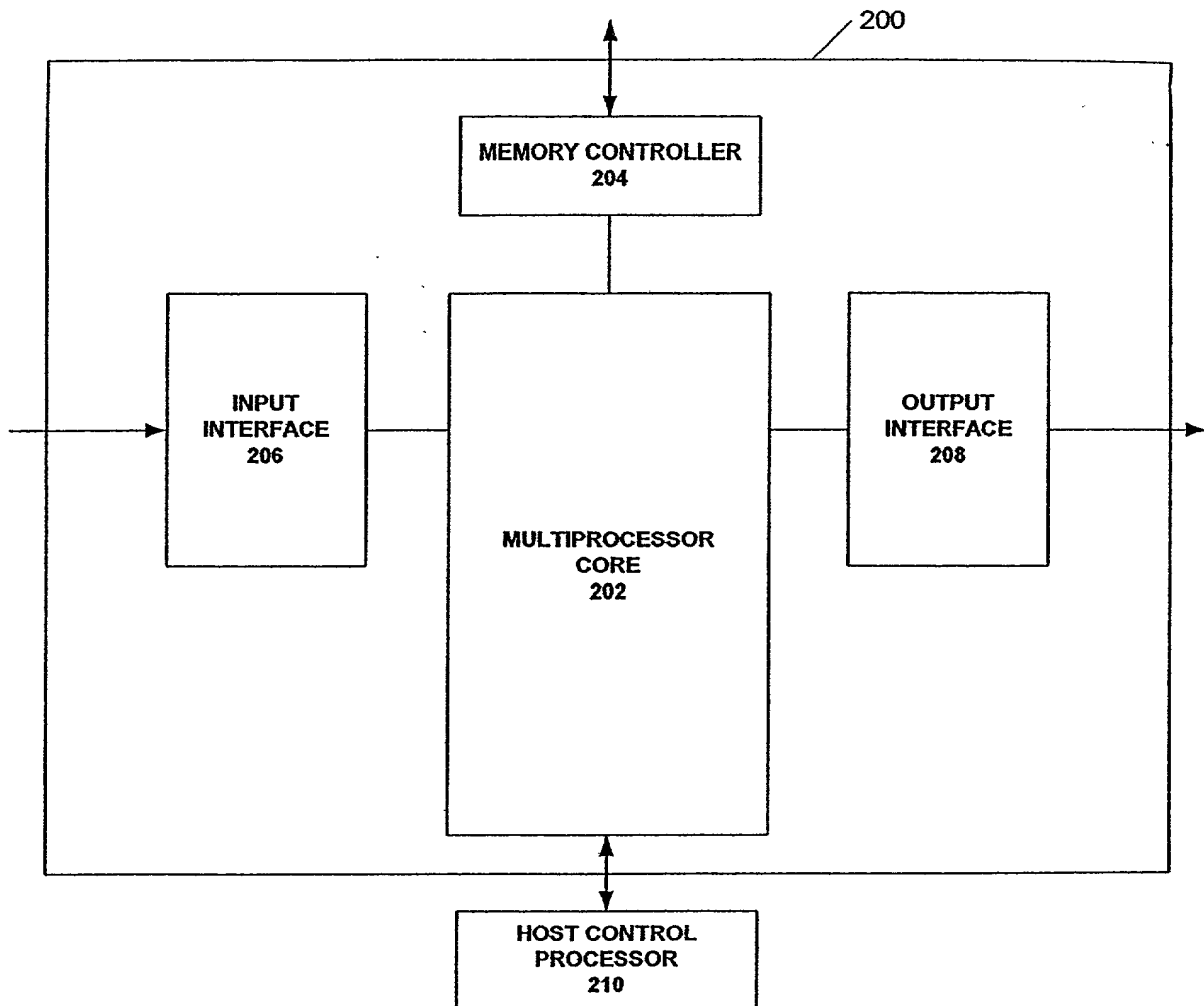 200
MEMORY CONTROLLER
204
INPUT
INTERFACE
206
MULTIPROCESSOR
CORE
202
OUTPUT
INTERFACE
208
HOST CONTROL
PROCESSOR
210